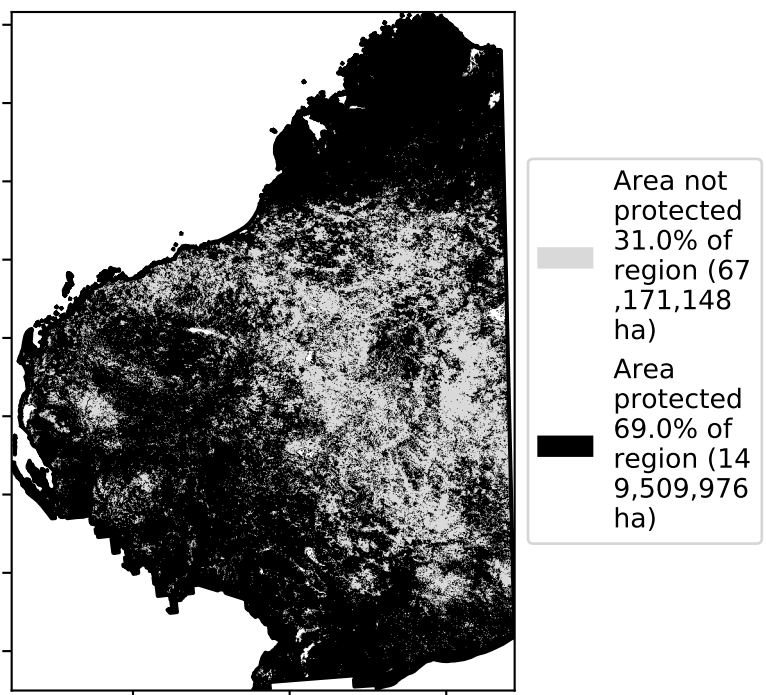 Area not
protected
31.0% of
region (67
,171,148
ha)
Area
protected
69.0% of
region (14
9,509,976
ha)